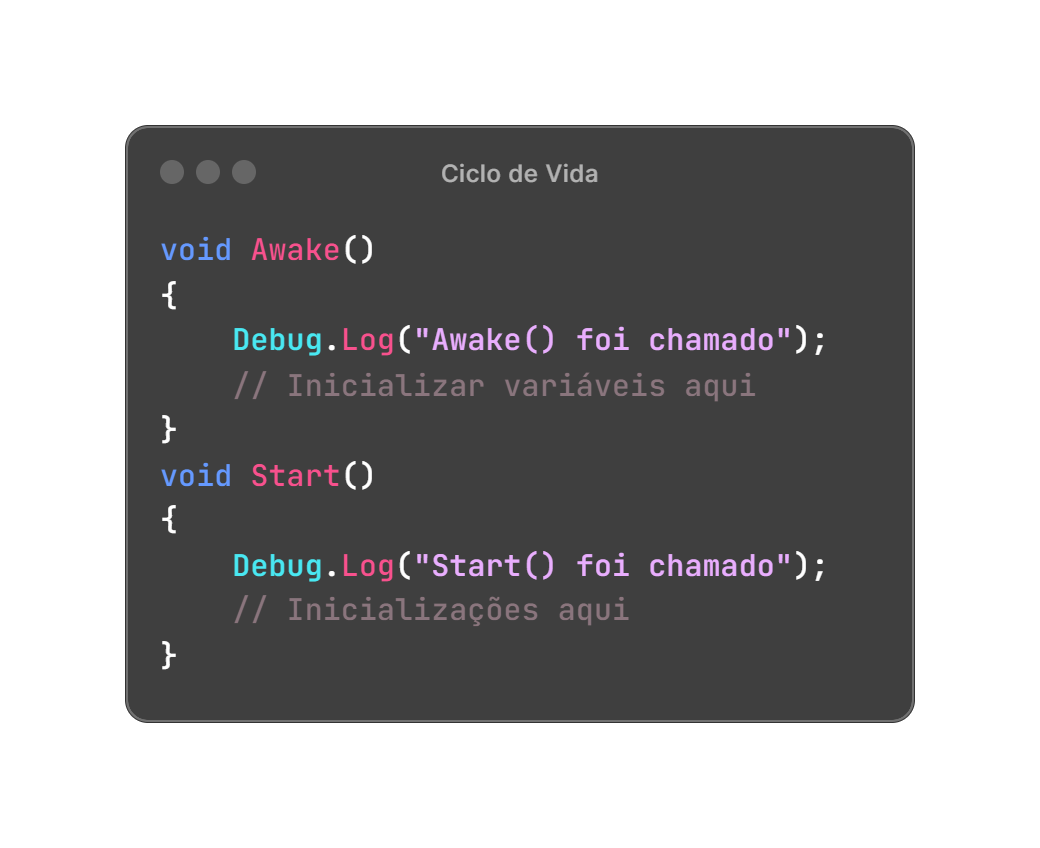 Ciclo de Vida
void Awake()
{
    Debug.Log("Awake() foi chamado");
    // Inicializar variáveis aqui
}
void Start()
{
    Debug.Log("Start() foi chamado");
    // Inicializações aqui
}